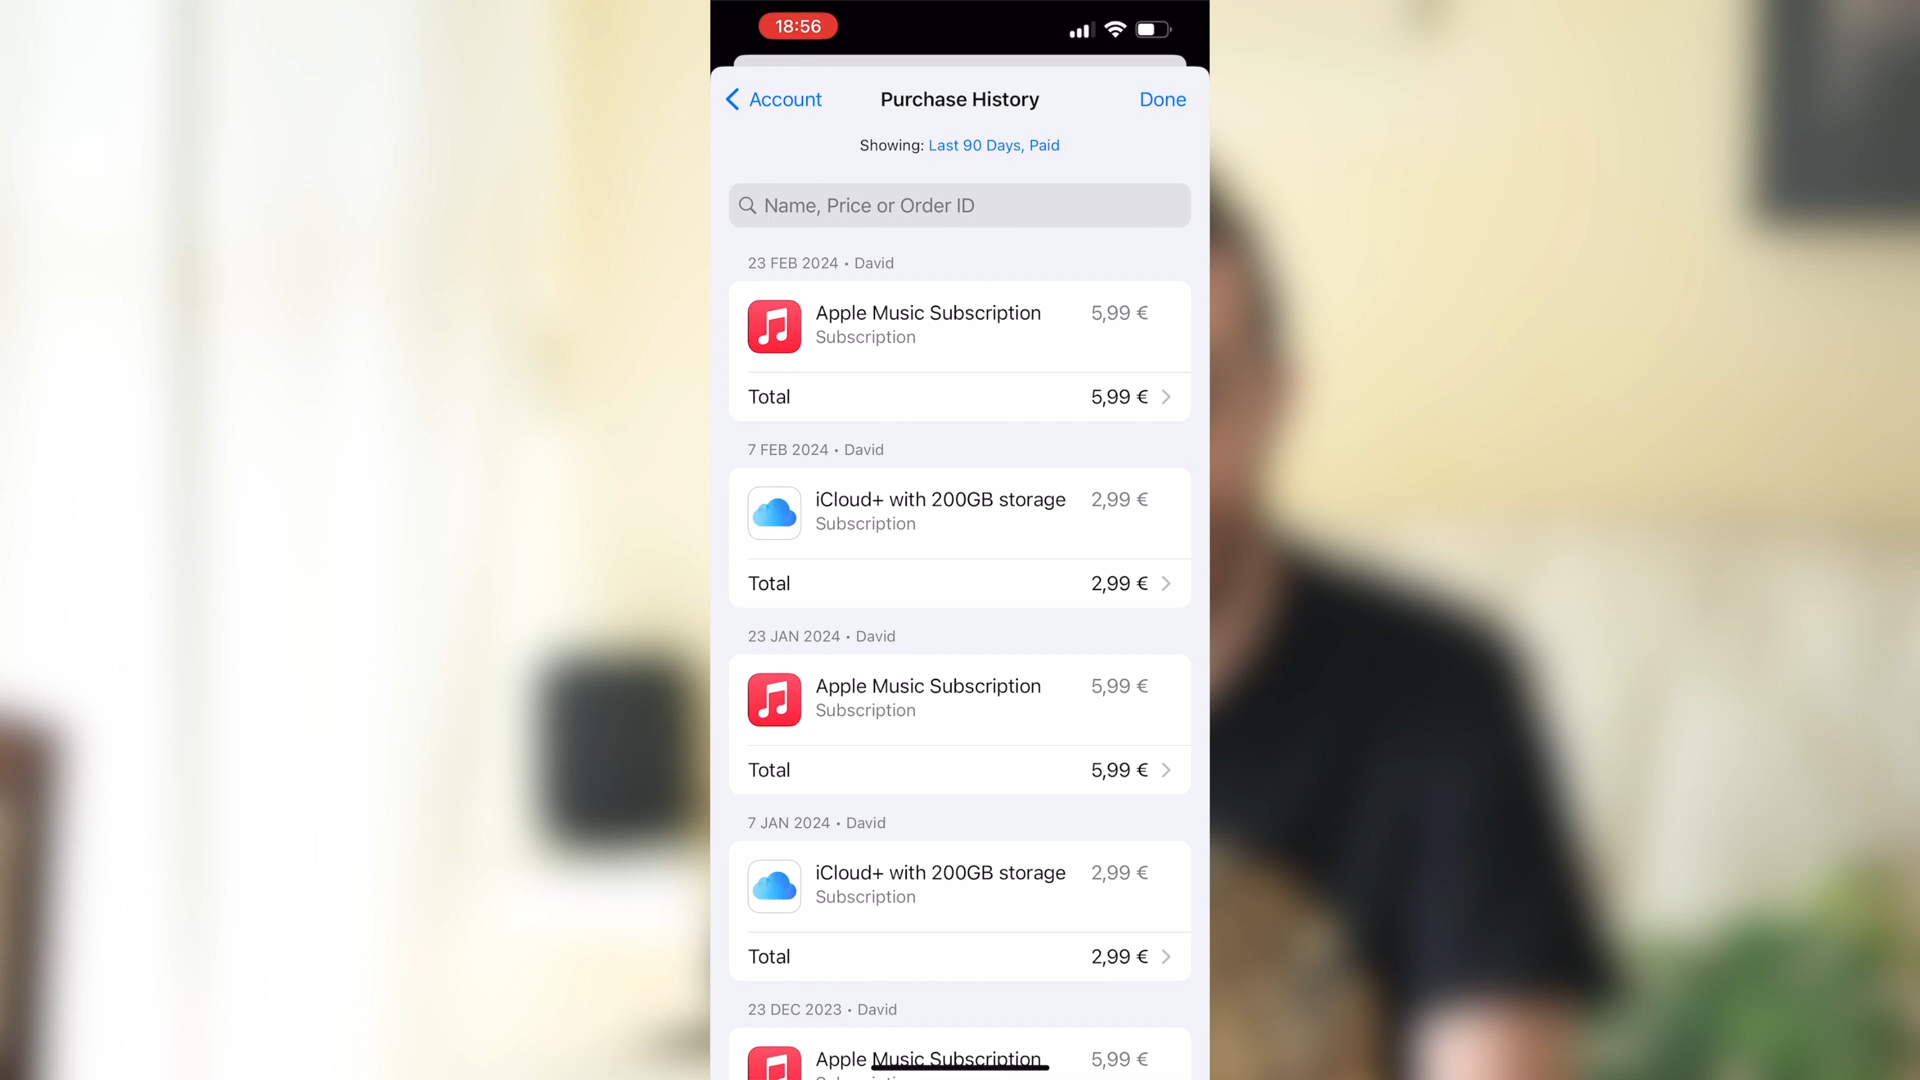 18:56
Account
Purchase History
Done
Showing: Last 90 Days, Paid
Name, Price or Order ID
23 FEB 2024 • David
Apple Music Subscription 5,99 €
Subscription
Total 5,99 €
7 FEB 2024 • David
iCloud+ with 200GB storage 2,99 €
Subscription
Total 2,99 €
23 JAN 2024 • David
Apple Music Subscription 5,99 €
Subscription
Total 5,99 €
7 JAN 2024 • David
iCloud+ with 200GB storage 2,99 €
Subscription
Total 2,99 €
23 DEC 2023 • David
Apple Music Subscription 5,99 €